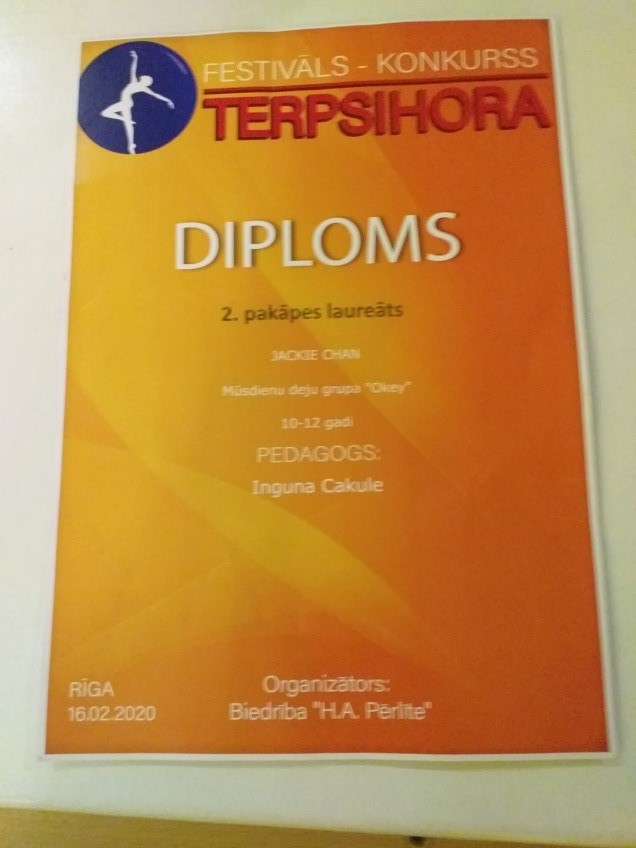 FESTIVĀLS - KONKURSS
TERPSIHORA
DIPLOMS
2. pakāpes laureāts
JACKIE CHAN
Mūsdienu deju grupa "Okey"
10-12 gadi
PEDAGOGS:
Inguna Cakule
RĪGA
16.02.2020
Organizātors:
Biedrība "H.A. Pērlīte"